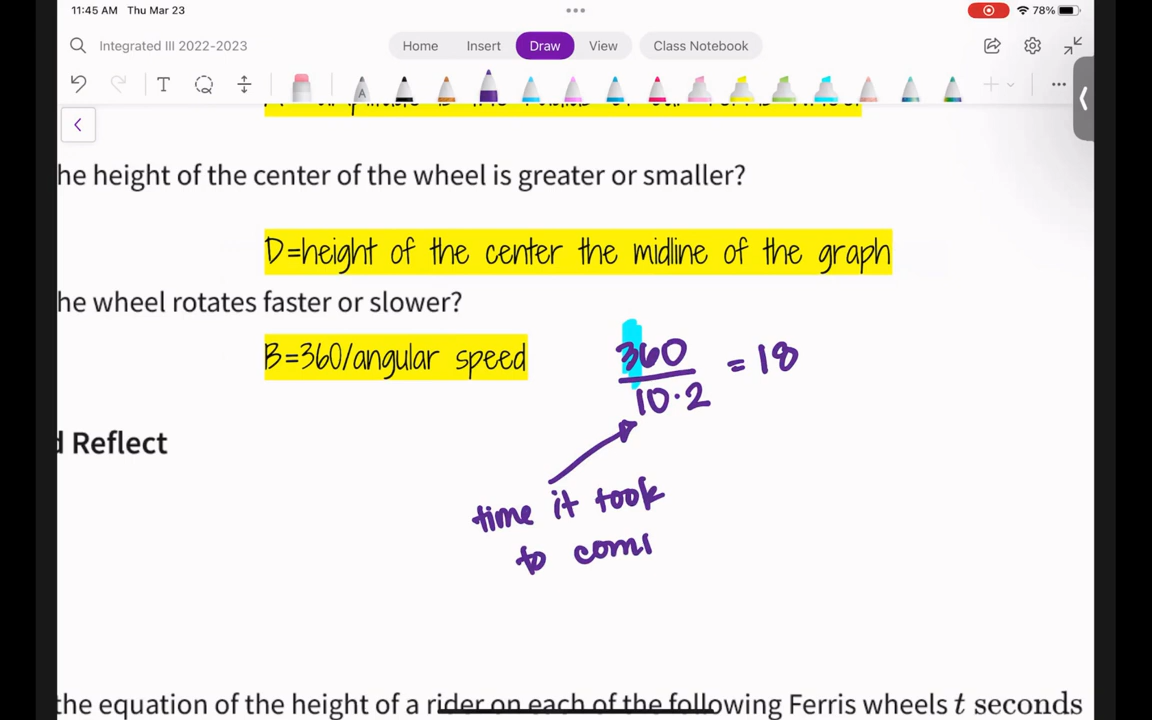 11:45 AM Thu Mar 23
78%
Integrated III 2022-2023
Home Insert Draw View Class Notebook
T
A
he height of the center of the wheel is greater or smaller?
D=height of the center the midline of the graph
he wheel rotates faster or slower?
B=360/angular speed
360
10·2
= 18
d Reflect
time it took
to com
the equation of the height of a rider on each of the following Ferris wheels t seconds